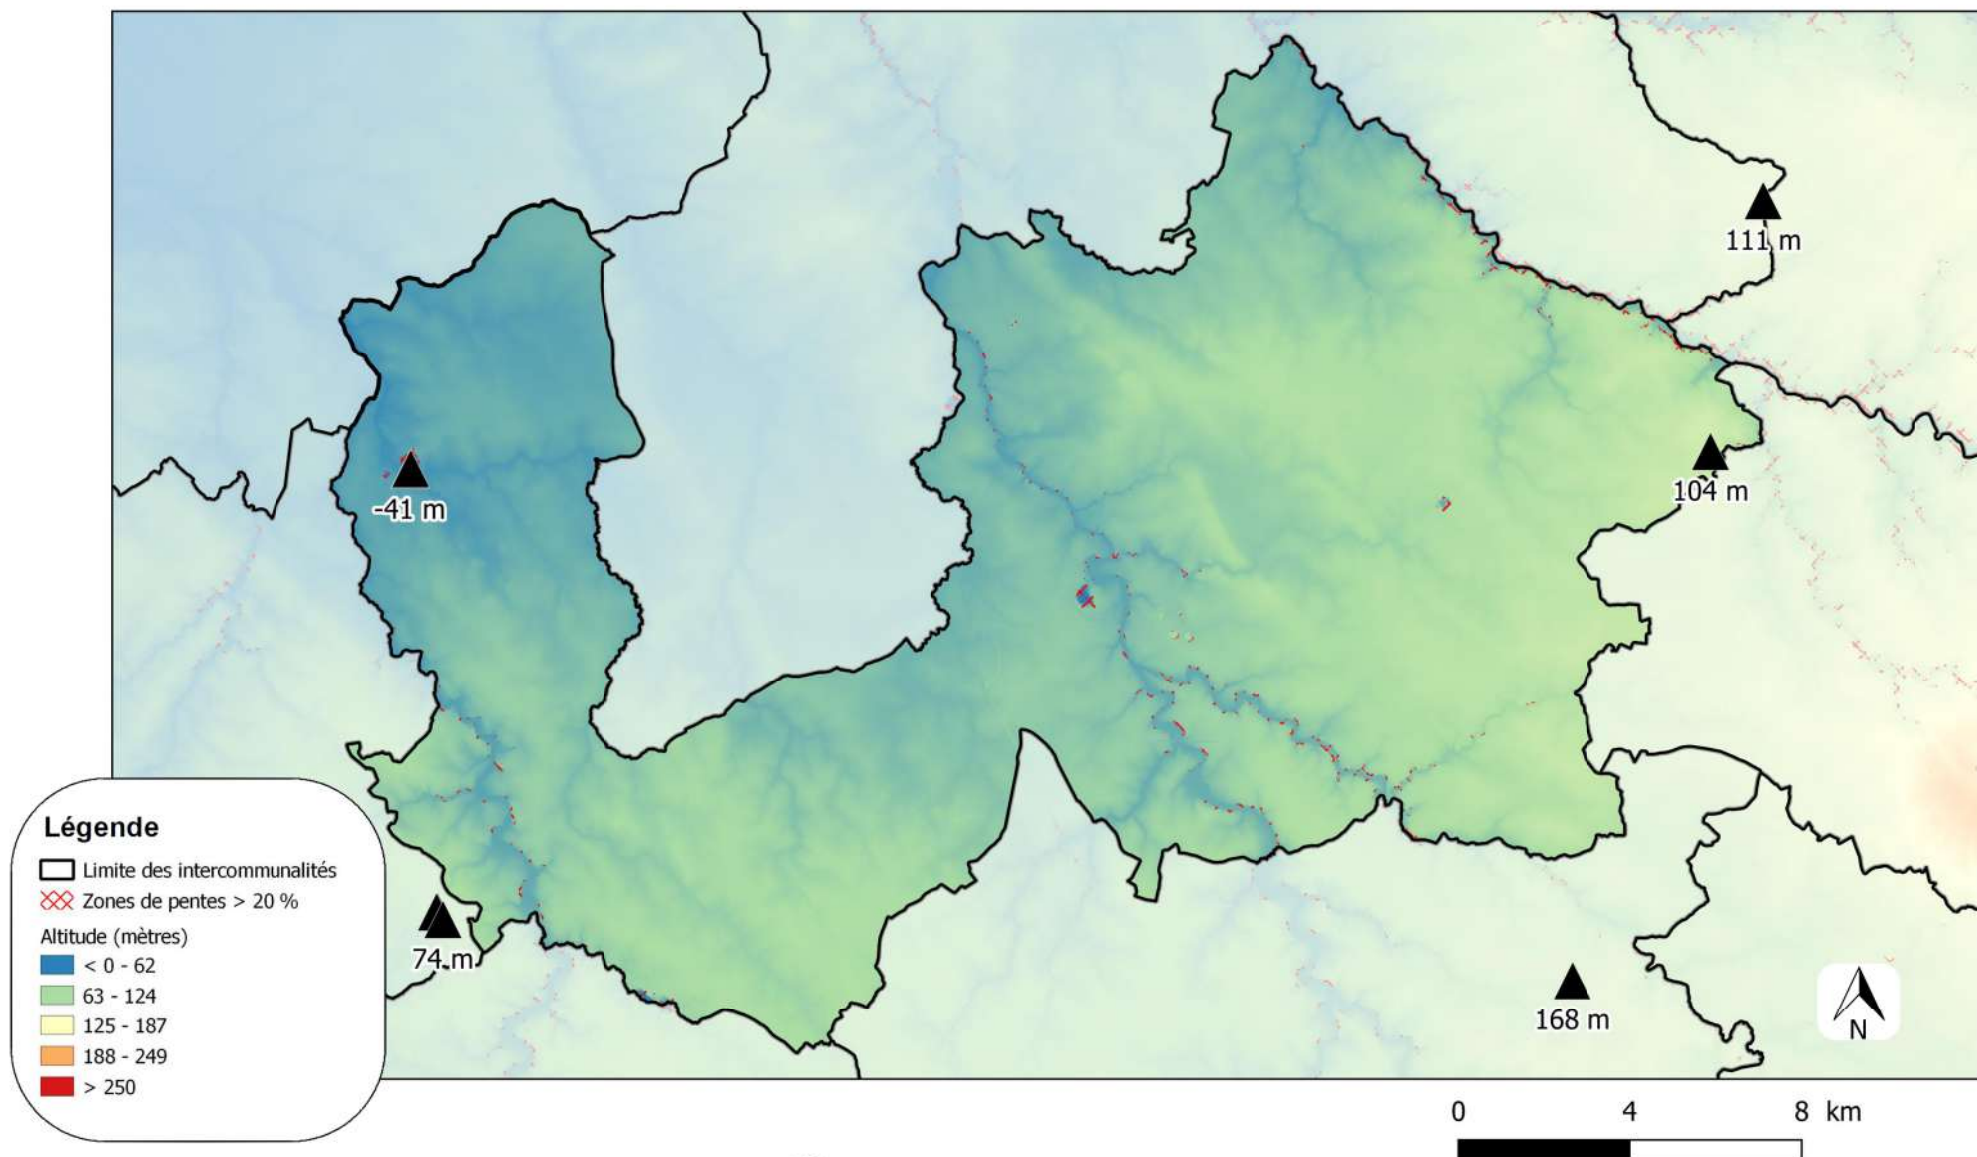 111 m
-41 m
104 m
74 m
168 m
N
Légende
Limite des intercommunalités
Zones de pentes > 20 %
Altitude (mètres)
< 0 - 62
63 - 124
125 - 187
188 - 249
> 250
0 4 8 km